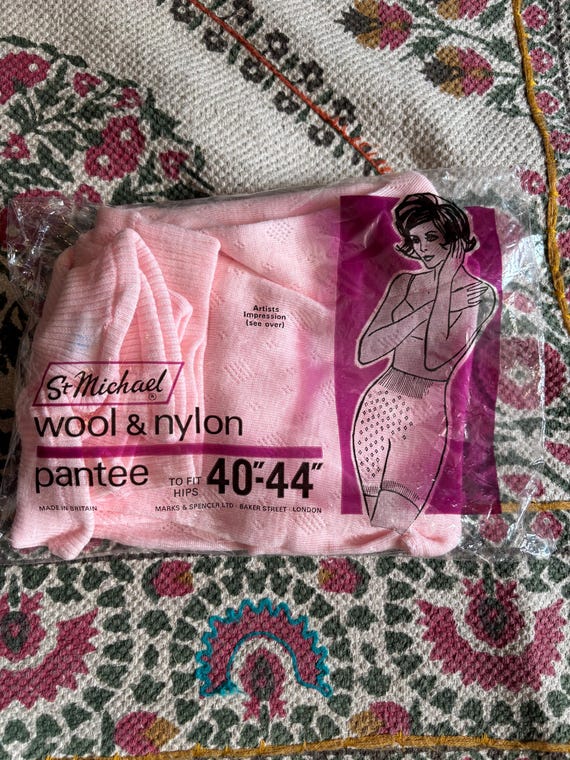 Artists
Impression
(see over)
St Michael
®
wool & nylon
pantee
TO FIT
HIPS
40"-44"
MADE IN BRITAIN
MARKS & SPENCER LTD · BAKER STREET · LONDON